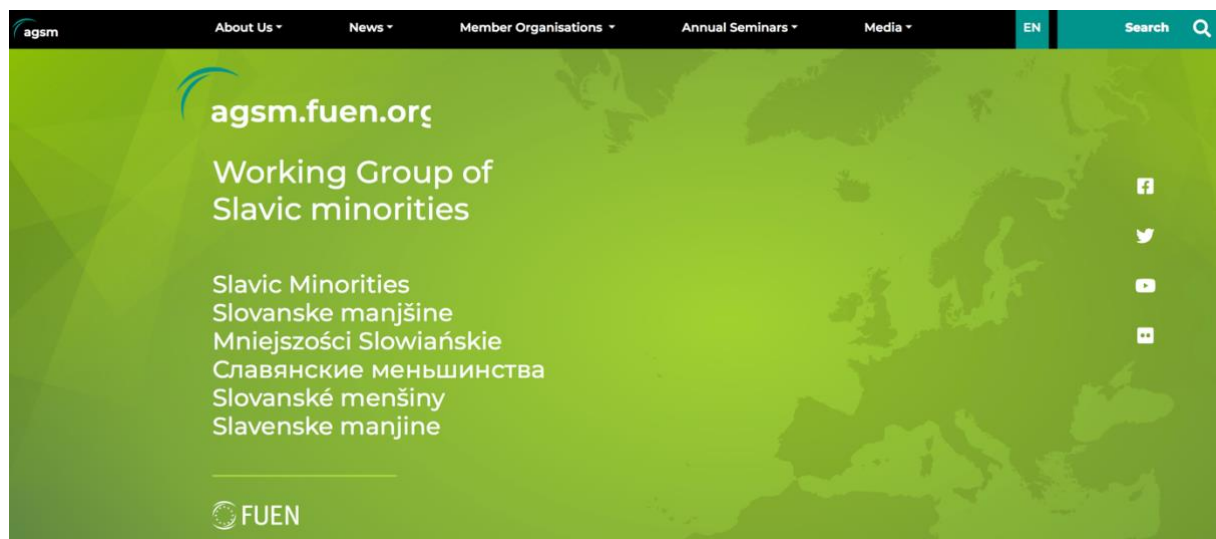 agsm
About Us
News
Member Organisations
Annual Seminars
Media
EN
Search
agsm.fuen.org
Working Group of
Slavic minorities
Slavic Minorities
Slovanske manjšine
Mniejszości Slowiańskie
Славянские меньшинства
Slovanské menšiny
Slavenske manjine
FUEN